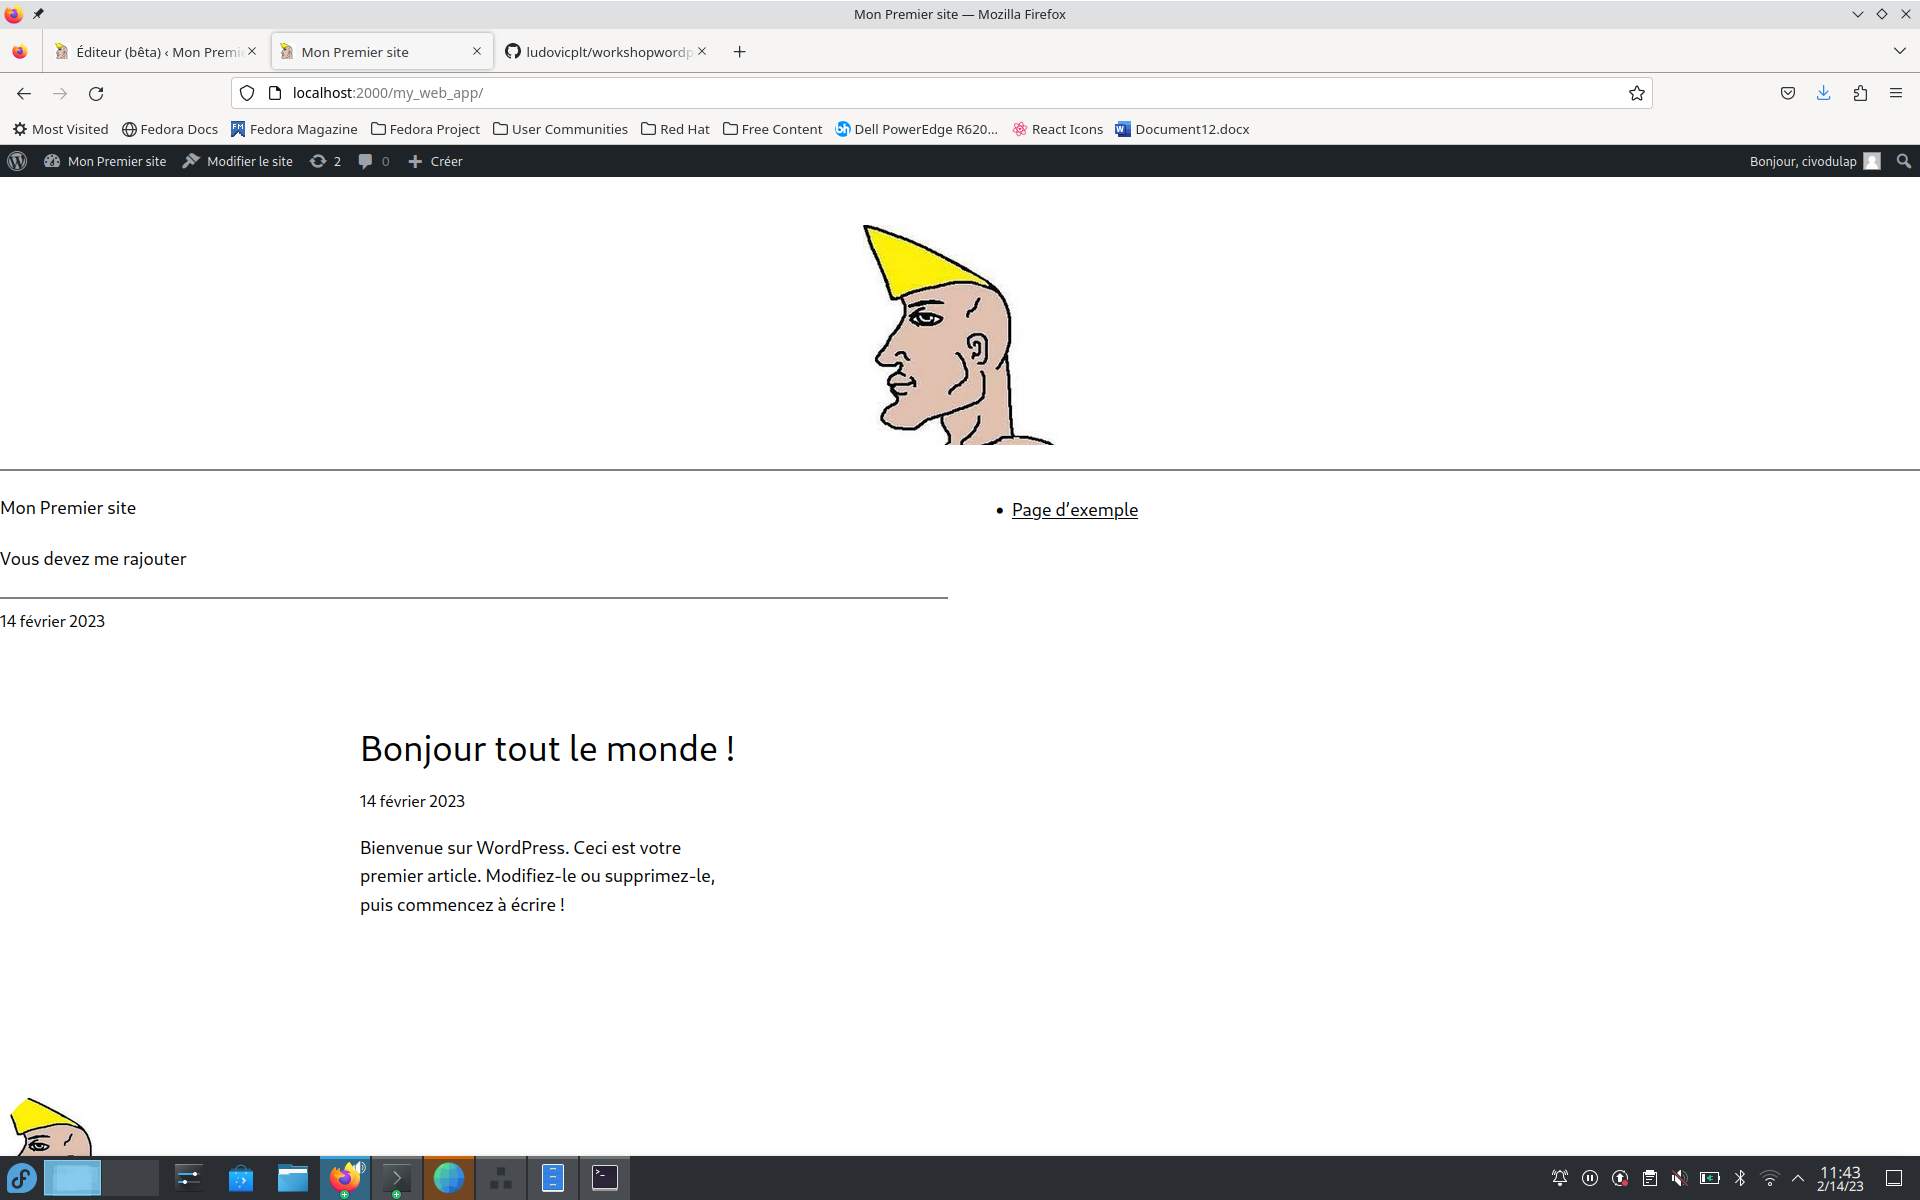 Mon Premier site — Mozilla Firefox
Éditeur (bêta) ‹ Mon Premi
Mon Premier site
ludovicplt/workshopwordp
localhost:2000/my_web_app/
Most Visited
Fedora Docs
Fedora Magazine
Fedora Project
User Communities
Red Hat
Free Content
Dell PowerEdge R620…
React Icons
Document12.docx
Mon Premier site
Modifier le site
2
0
Créer
Bonjour, civodulap
Mon Premier site
Page d'exemple
Vous devez me rajouter
14 février 2023
Bonjour tout le monde !
14 février 2023
Bienvenue sur WordPress. Ceci est votre
premier article. Modifiez-le ou supprimez-le,
puis commencez à écrire !
11:43
2/14/23